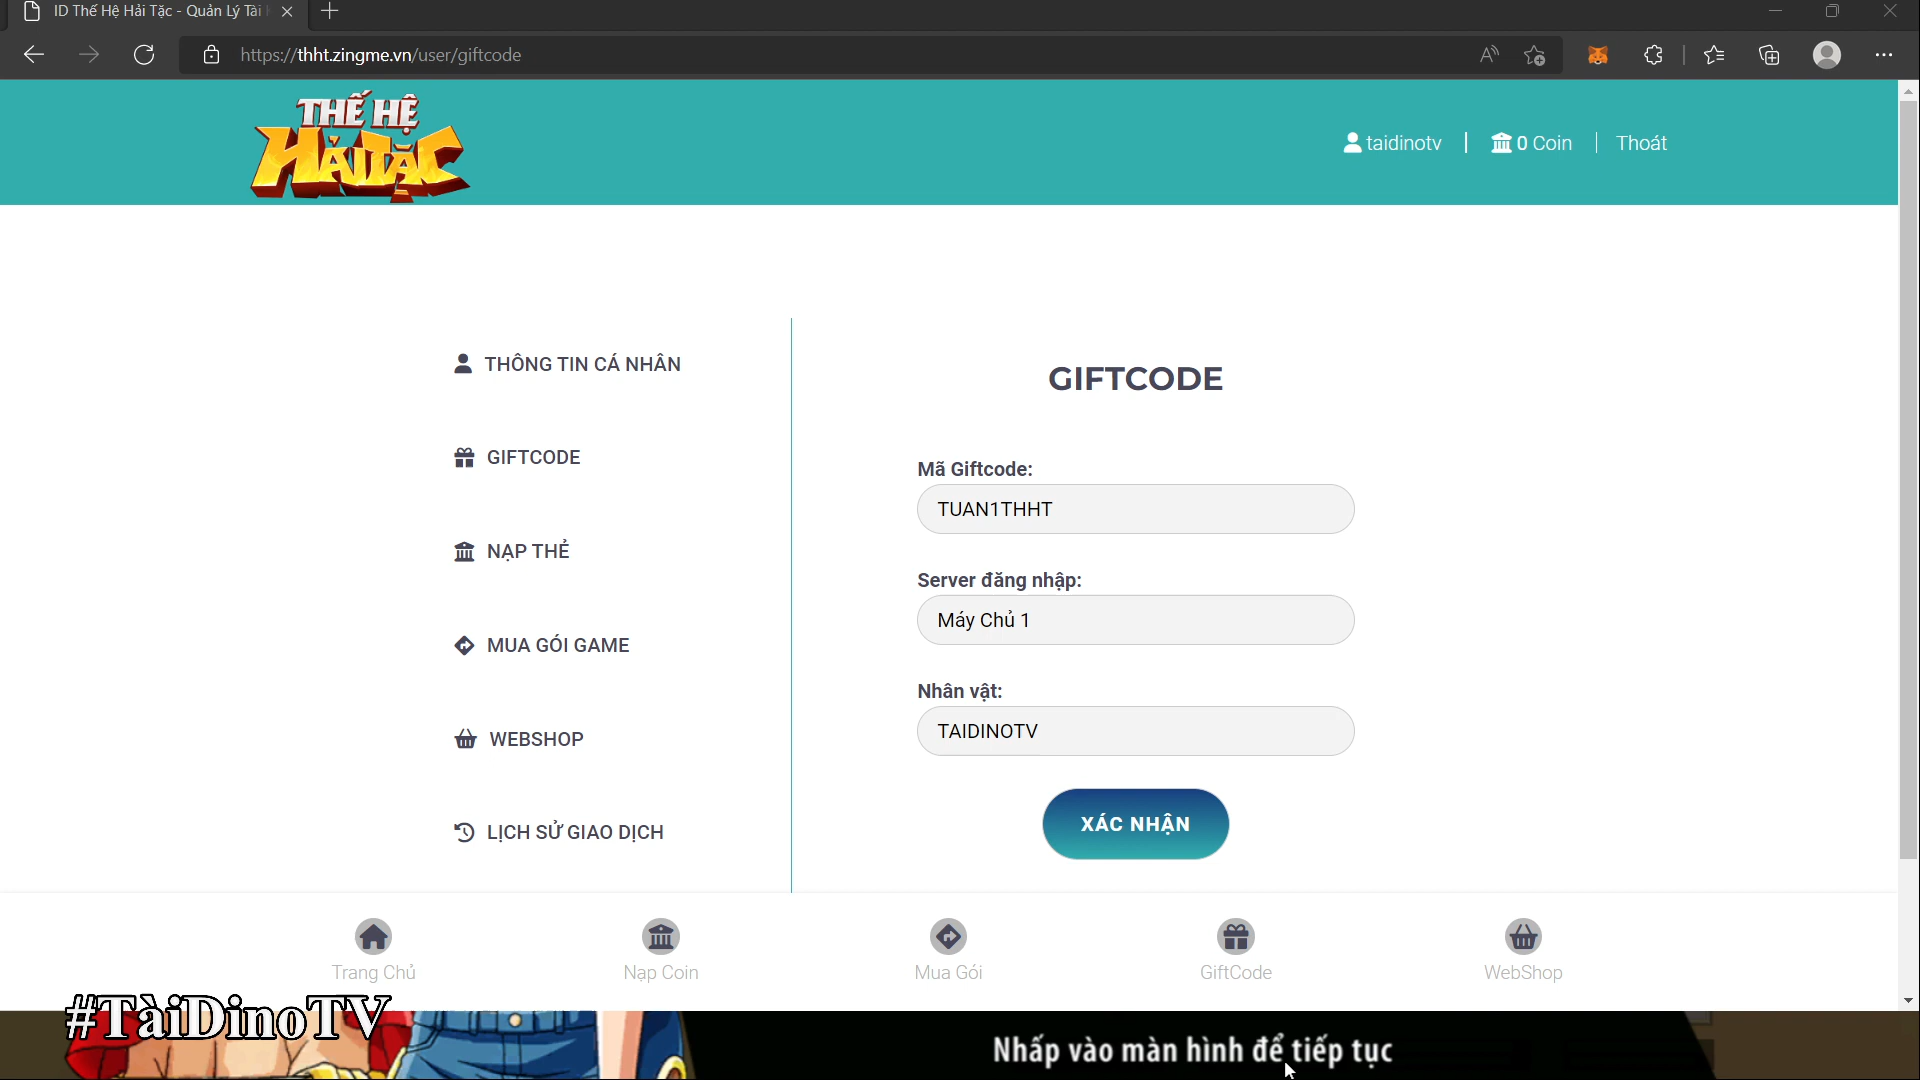 ID Thế Hệ Hải Tặc - Quản Lý Tài
https://thht.zingme.vn/user/giftcode
THẾ HỆ
HẢI TẶC
taidinotv
0 Coin
Thoát
THÔNG TIN CÁ NHÂN
GIFTCODE
NẠP THẺ
MUA GÓI GAME
WEBSHOP
LỊCH SỬ GIAO DỊCH
GIFTCODE
Mã Giftcode:
TUAN1THHT
Server đăng nhập:
Máy Chủ 1
Nhân vật:
TAIDINOTV
XÁC NHẬN
Trang Chủ
Nạp Coin
Mua Gói
GiftCode
WebShop
#TàiDinoTV
Nhấp vào màn hình để tiếp tục